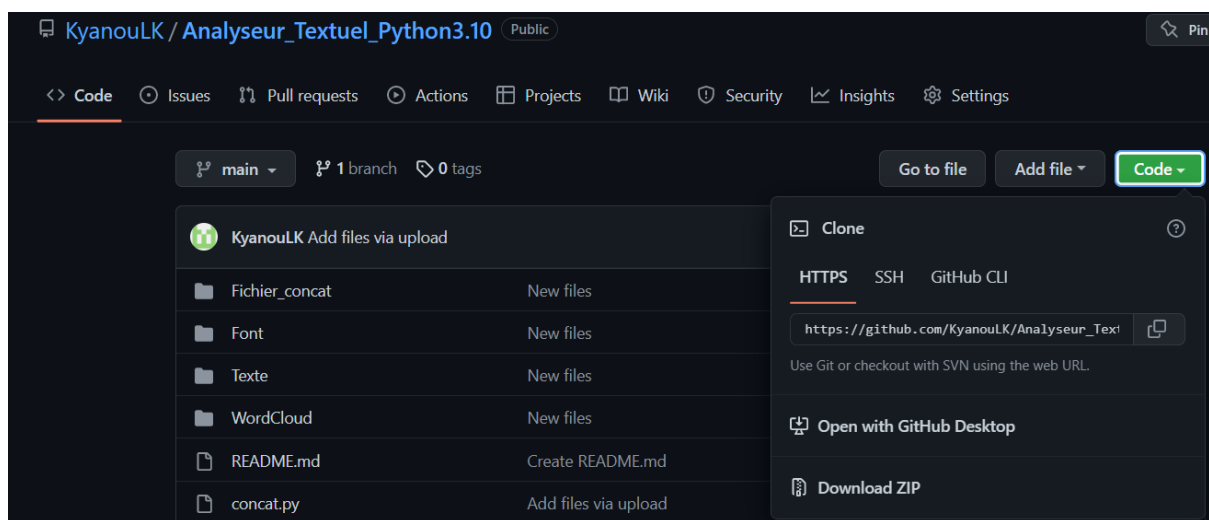 KyanouLK / Analyseur_Textuel_Python3.10 Public Pin
<> Code Issues Pull requests Actions Projects Wiki Security Insights Settings
main 1 branch 0 tags Go to file Add file Code
KyanouLK Add files via upload
Fichier_concat New files
Font New files
Texte New files
WordCloud New files
README.md Create README.md
concat.py Add files via upload
Clone
HTTPS SSH GitHub CLI
https://github.com/KyanouLK/Analyseur_Text
Use Git or checkout with SVN using the web URL.
Open with GitHub Desktop
Download ZIP